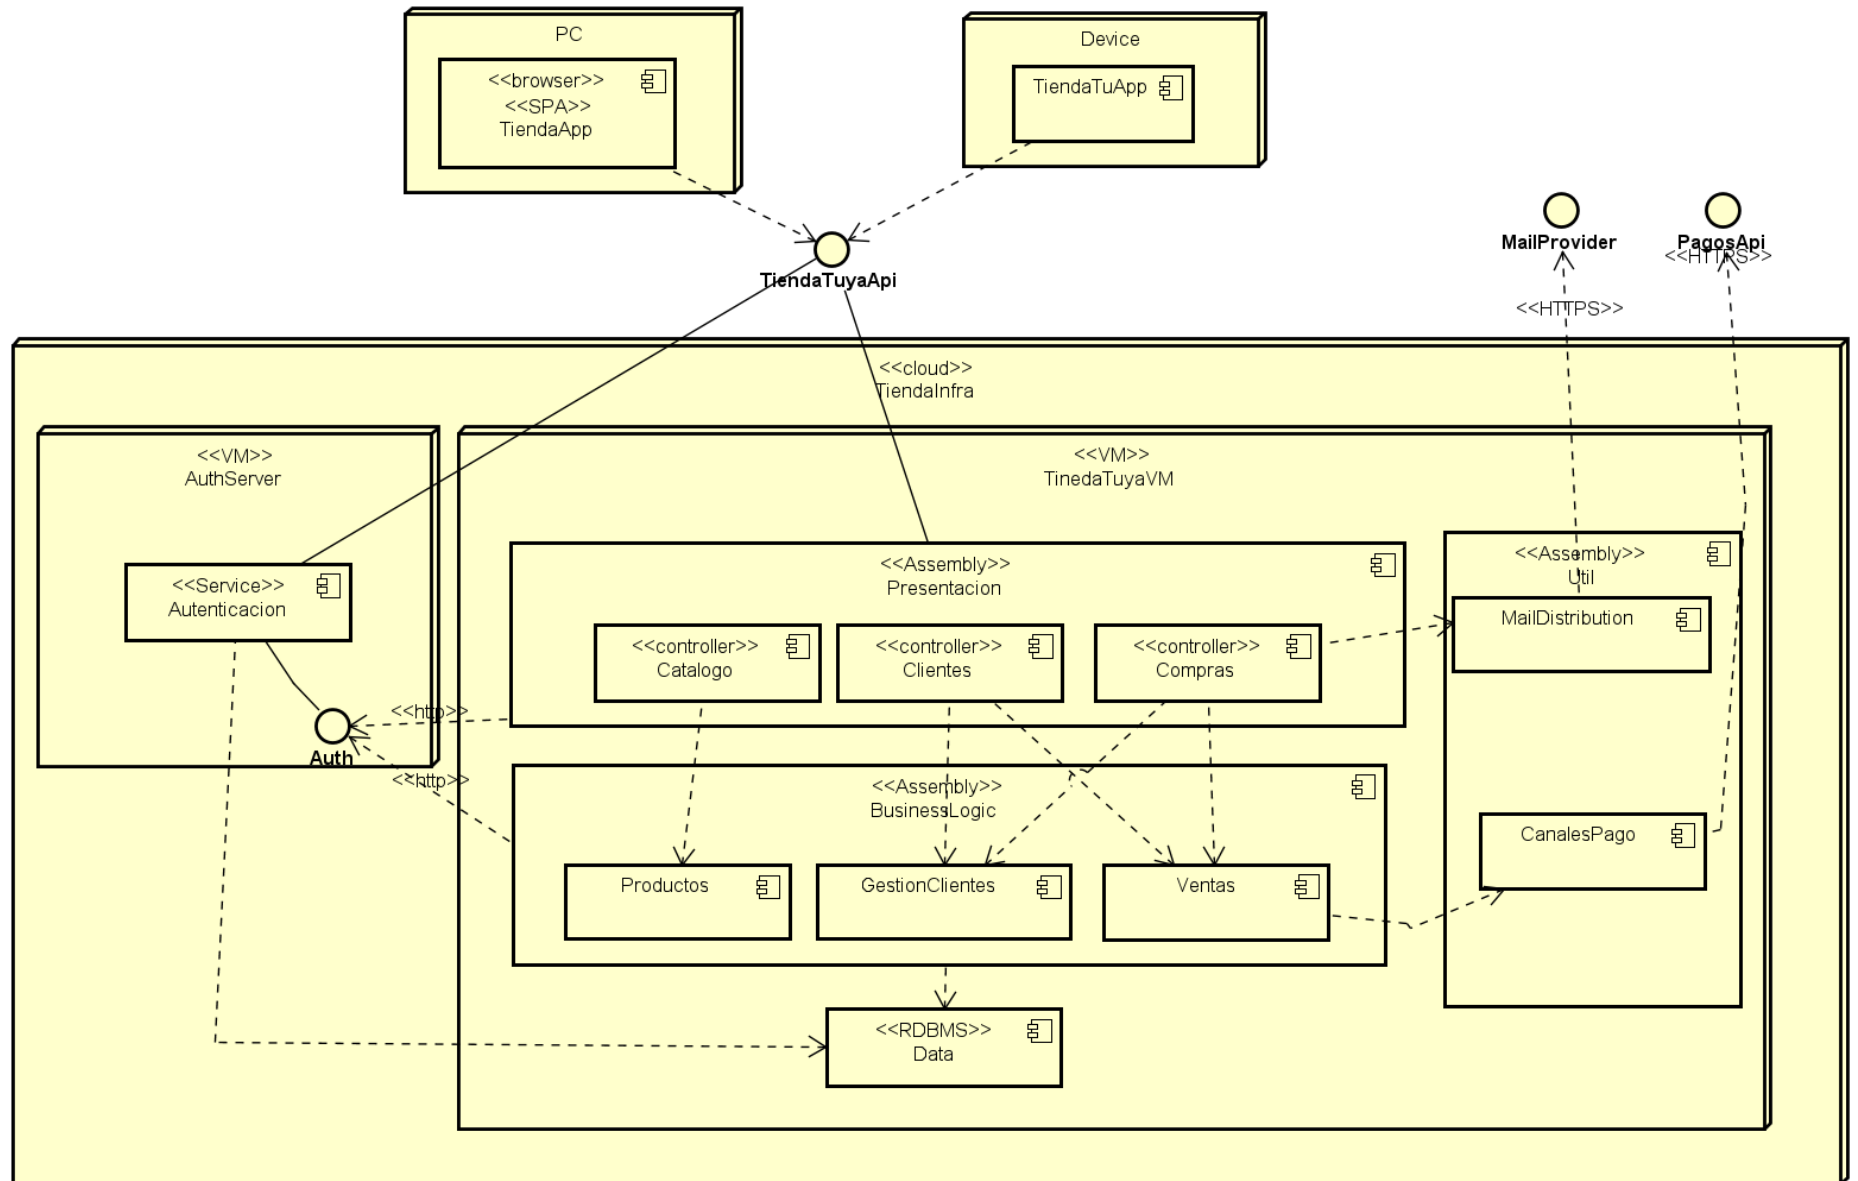 PC
<<browser>>
<<SPA>>
TiendaApp
Device
TiendaTuApp
TiendaTuyaApi
MailProvider
PagosApi
<<HTTPS>>
<<HTTPS>>
<<cloud>>
TiendaInfra
<<VM>>
AuthServer
<<Service>>
Autenticacion
Auth
<<http>>
<<http>>
<<VM>>
TinedaTuyaVM
<<Assembly>>
Presentacion
<<controller>>
Catalogo
<<controller>>
Clientes
<<controller>>
Compras
<<Assembly>>
Util
MailDistribution
CanalesPago
<<Assembly>>
BusinessLogic
Productos
GestionClientes
Ventas
<<RDBMS>>
Data